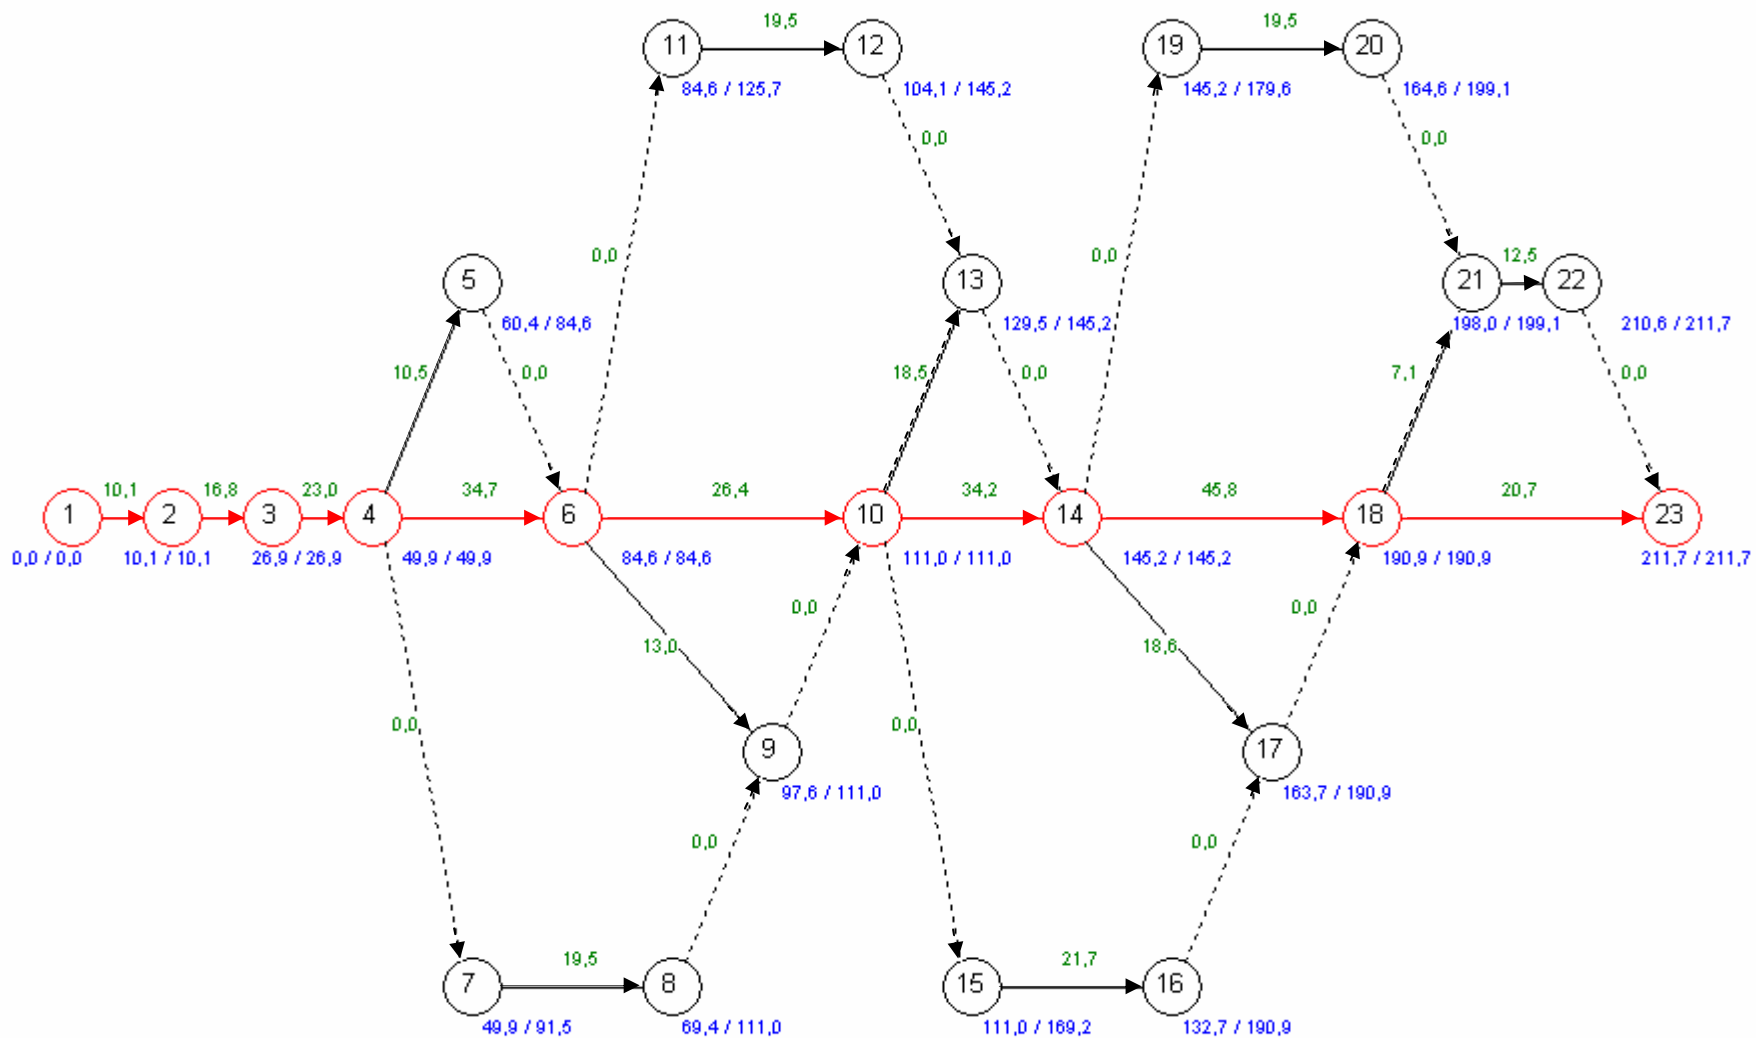 19,5
19,5
11
12
19
20
84,6 / 125,7
104,1 / 145,2
145,2 / 179,6
164,6 / 199,1
0,0
0,0
0,0
0,0
12,5
5
13
21
22
60,4 / 84,6
129,5 / 145,2
198,0 / 199,1
210,6 / 211,7
10,5
0,0
18,5
0,0
7,1
0,0
10,1
16,8
23,0
34,7
26,4
34,2
45,8
20,7
1
2
3
4
6
10
14
18
23
0,0 / 0,0
10,1 / 10,1
26,9 / 26,9
49,9 / 49,9
84,6 / 84,6
111,0 / 111,0
145,2 / 145,2
190,9 / 190,9
211,7 / 211,7
0,0
0,0
13,0
18,6
0,0
0,0
9
17
97,6 / 111,0
163,7 / 190,9
0,0
0,0
19,5
21,7
7
8
15
16
49,9 / 91,5
69,4 / 111,0
111,0 / 169,2
132,7 / 190,9